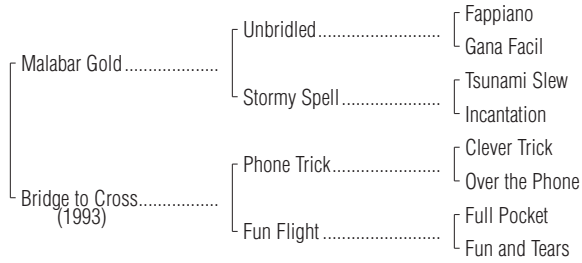 Fappiano
Unbridled
Gana Facil
Malabar Gold
Tsunami Slew
Stormy Spell
Incantation
Clever Trick
Phone Trick
Over the Phone
Bridge to Cross
(1993)
Full Pocket
Fun Flight
Fun and Tears